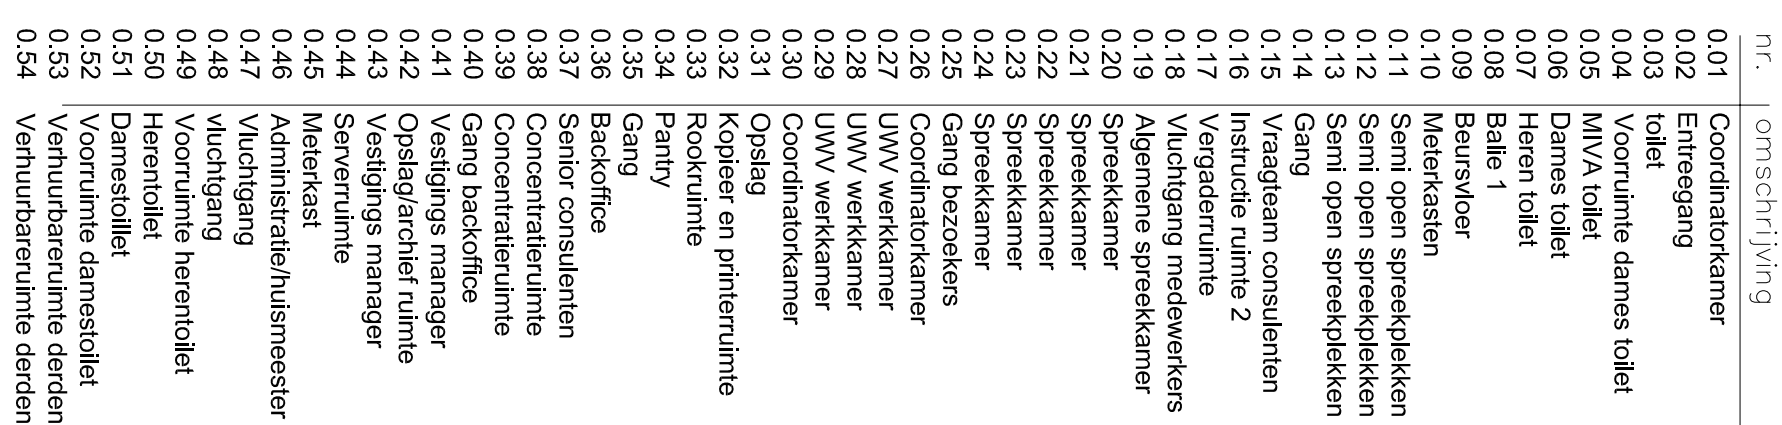 nr. omschrijving
0.01 Coordinatorkamer
0.02 Entreegang
0.03 toilet
0.04 Voorruimte dames toilet
0.05 MIVA toilet
0.06 Dames toilet
0.07 Heren toilet
0.08 Balie 1
0.09 Beursvloer
0.10 Meterkasten
0.11 Semi open spreekplekken
0.12 Semi open spreekplekken
0.13 Semi open spreekplekken
0.14 Gang
0.15 Vraagteam consulenten
0.16 Instructie ruimte 2
0.17 Vergaderruimte
0.18 Vluchtgang medewerkers
0.19 Algemene spreekkamer
0.20 Spreekkamer
0.21 Spreekkamer
0.22 Spreekkamer
0.23 Spreekkamer
0.24 Spreekkamer
0.25 Gang bezoekers
0.26 Coordinatorkamer
0.27 UWV werkkamer
0.28 UWV werkkamer
0.29 UWV werkkamer
0.30 Coordinatorkamer
0.31 Opslag
0.32 Kopieer en printerruimte
0.33 Rookruimte
0.34 Pantry
0.35 Gang
0.36 Backoffice
0.37 Senior consulenten
0.38 Concentratieruimte
0.39 Concentratieruimte
0.40 Gang backoffice
0.41 Vestigings manager
0.42 Opslag/archief ruimte
0.43 Vestigings manager
0.44 Serverruimte
0.45 Meterkast
0.46 Administratie/huismeester
0.47 Vluchtgang
0.48 vluchtgang
0.49 Voorruimte herentoilet
0.50 Herentoilet
0.51 Damestoillet
0.52 Voorruimte damestoilet
0.53 Verhuurbareruimte derden
0.54 Verhuurbareruimte derden